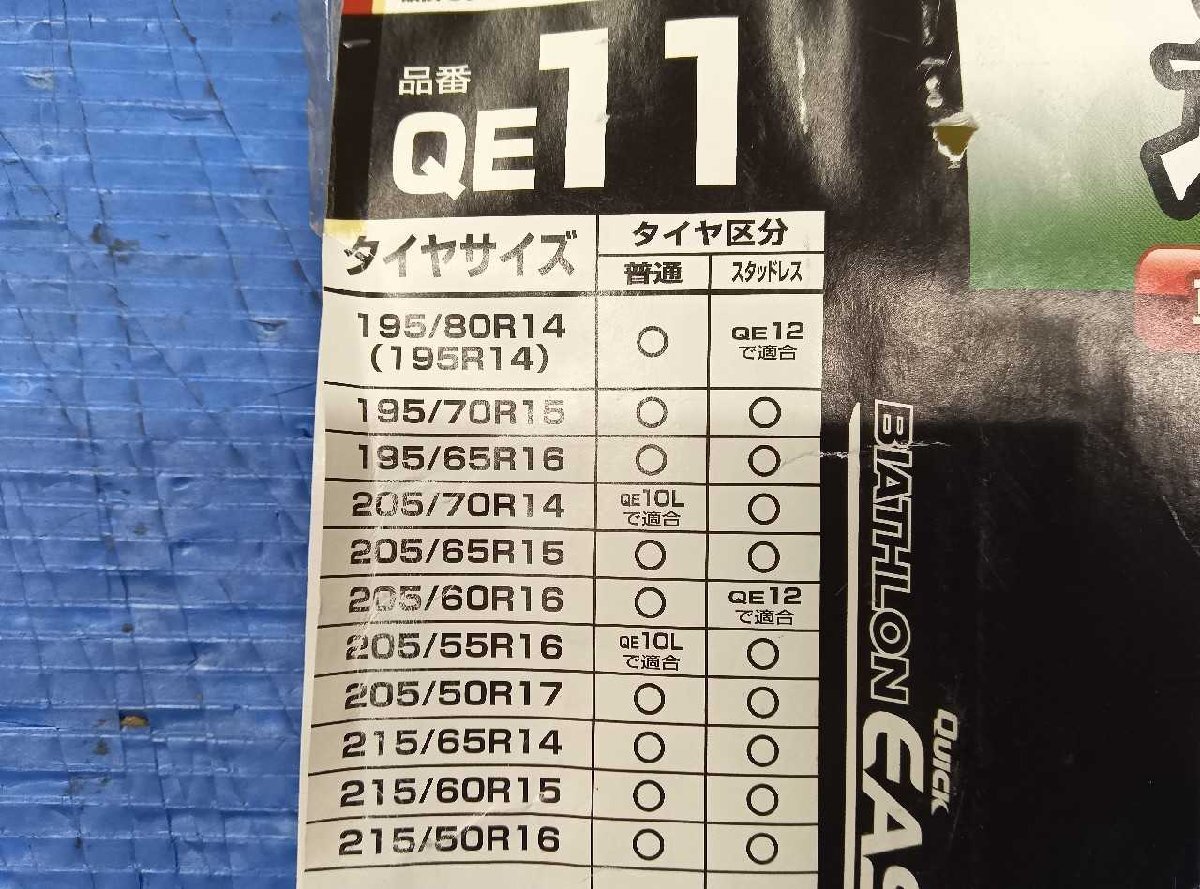 品番
QE11
タイヤサイズ タイヤ区分
普通 スタッドレス
195/80R14
(195R14) ○ QE12
で適合
195/70R15 ○ ○
195/65R16 ○ ○
205/70R14 QE10L
で適合 ○
205/65R15 ○ ○
205/60R16 ○ QE12
で適合
205/55R16 QE10L
で適合 ○
205/50R17 ○ ○
215/65R14 ○ ○
215/60R15 ○ ○
215/50R16 ○ ○
BIATHLON
QUICK